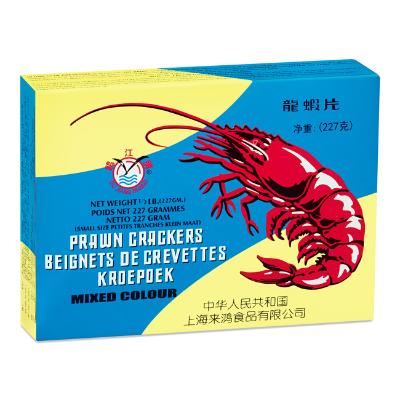 龍蝦片
净重:(227克)
江
NET WEIGHT ½ LB.(227GM.)
POIDS NET 227 GRAMMES
NETTO 227 GRAM
(SMALL SIZE PETITES TRANCHES KLEIN MAAT)
PRAWN CRACKERS
BEIGNETS DE CREVETTES
KROEPOEK
MIXED COLOUR
中华人民共和国
上海来鸿食品有限公司